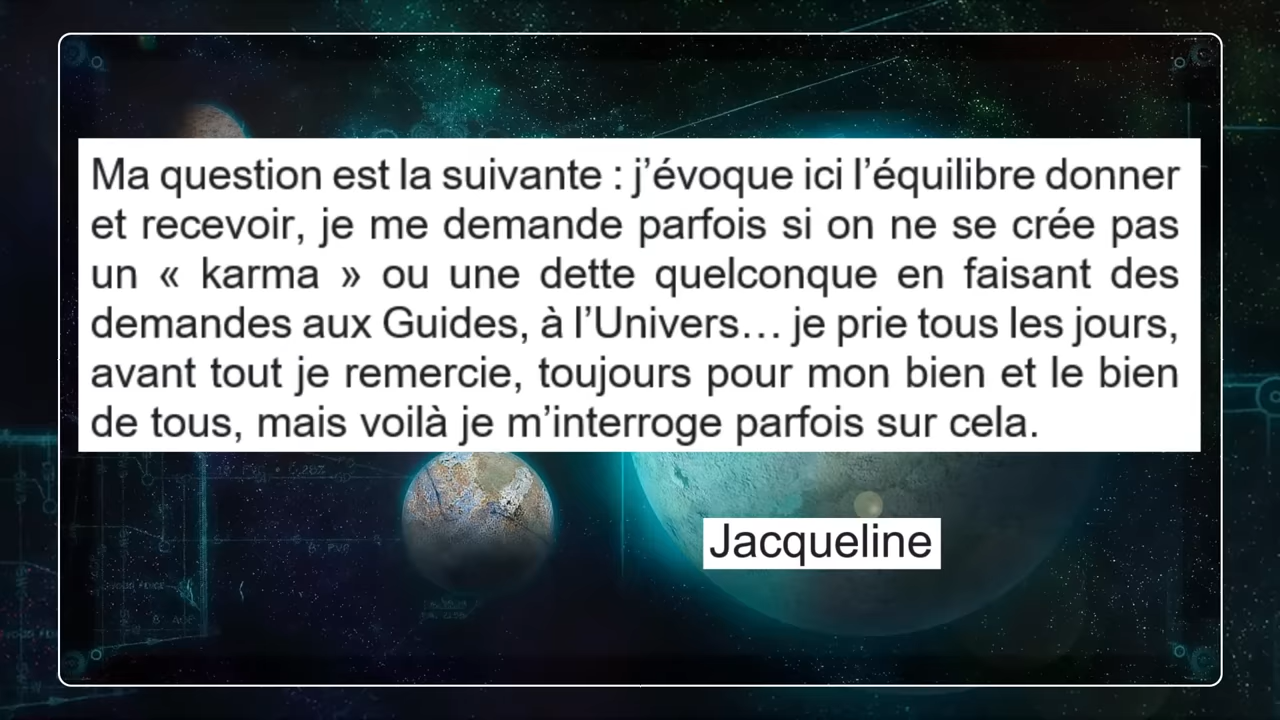 Ma question est la suivante : j’évoque ici l’équilibre donner
et recevoir, je me demande parfois si on ne se crée pas
un « karma » ou une dette quelconque en faisant des
demandes aux Guides, à l’Univers… je prie tous les jours,
avant tout je remercie, toujours pour mon bien et le bien
de tous, mais voilà je m’interroge parfois sur cela.
Jacqueline